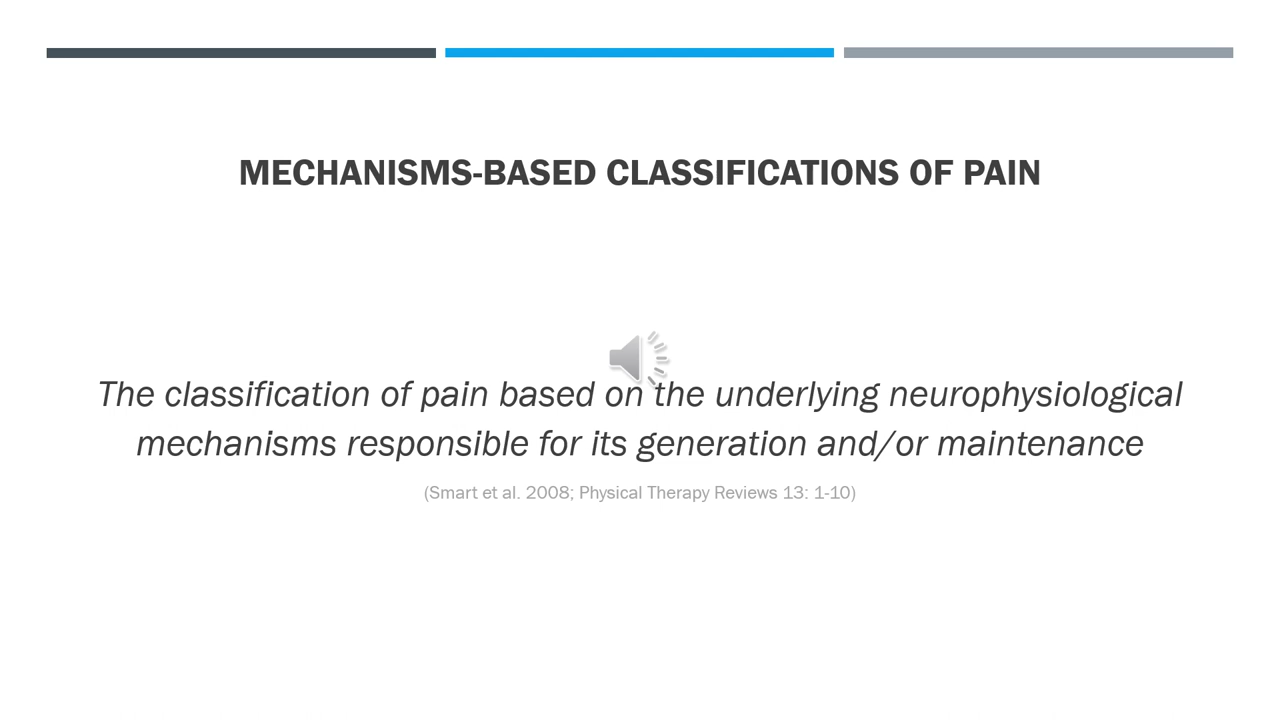 MECHANISMS-BASED CLASSIFICATIONS OF PAIN
The classification of pain based on the underlying neurophysiological
mechanisms responsible for its generation and/or maintenance
(Smart et al. 2008; Physical Therapy Reviews 13: 1-10)